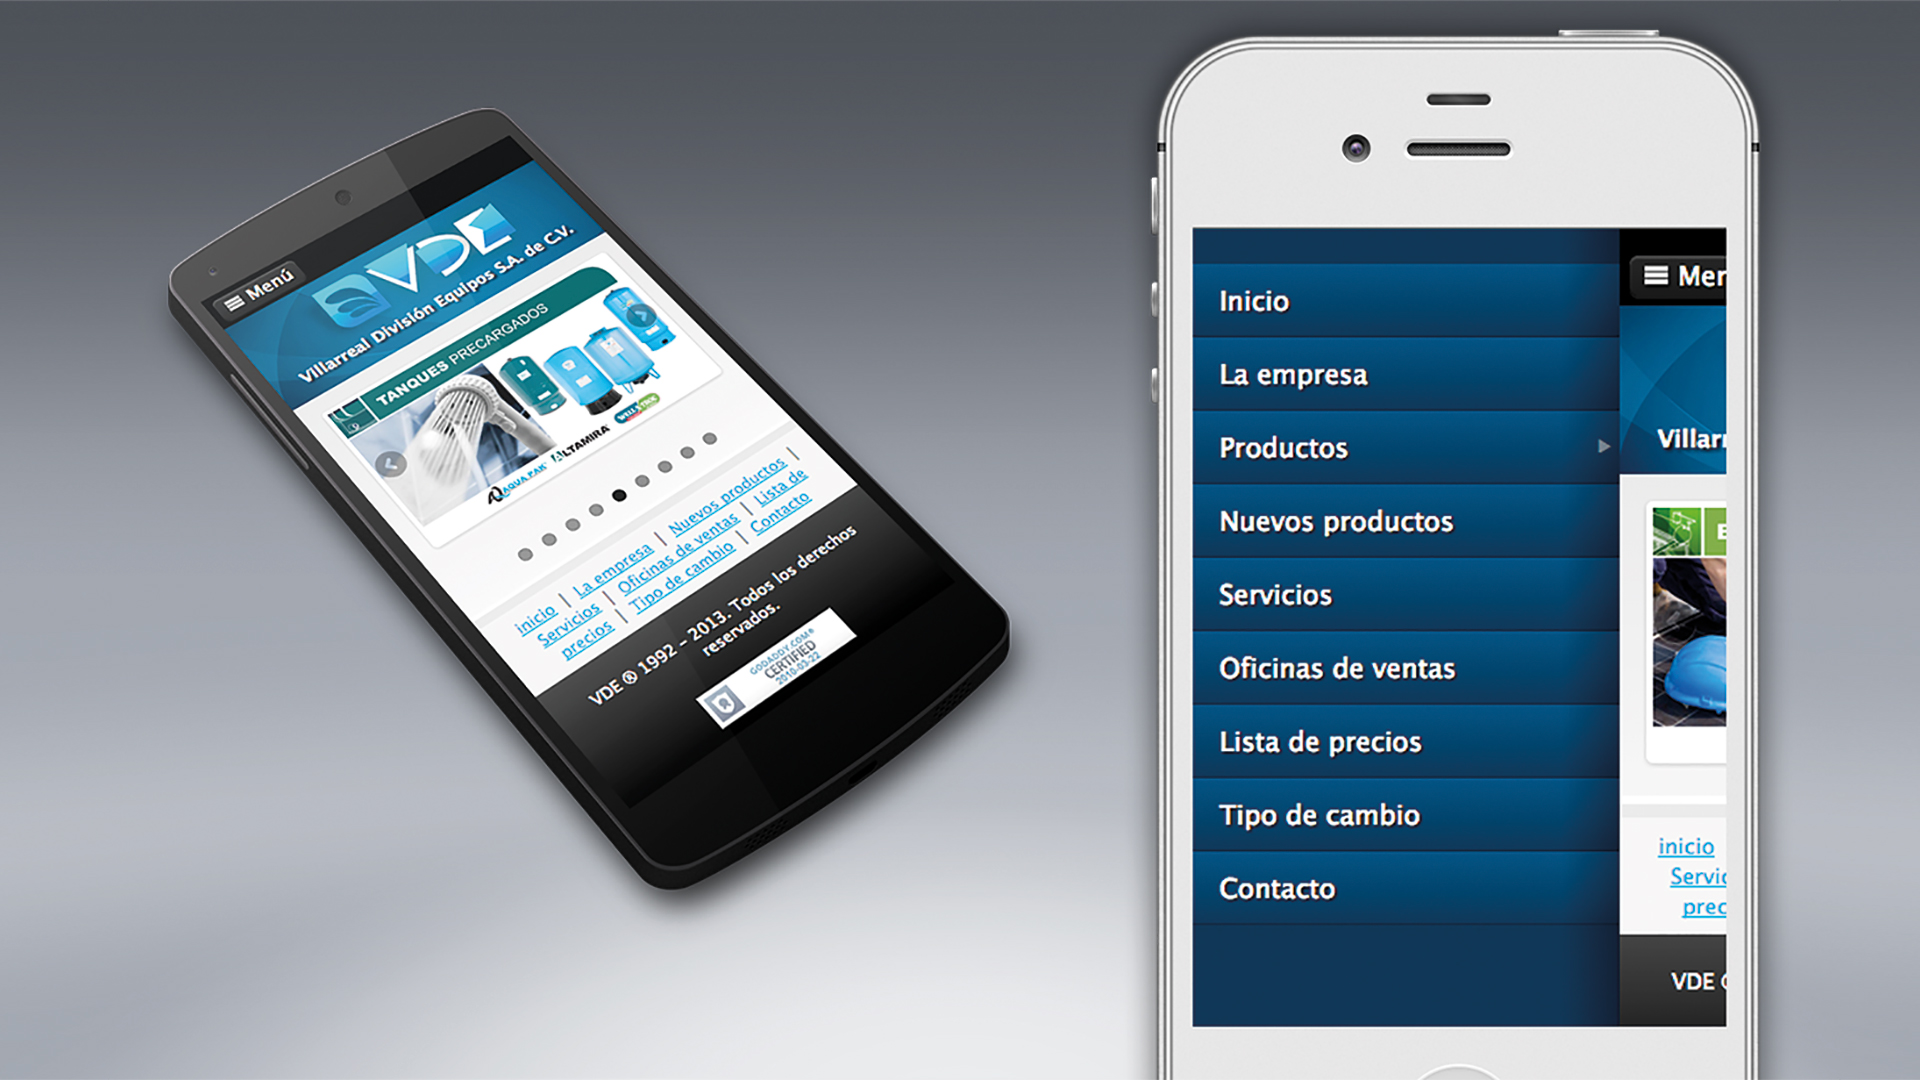 Menú
VDE
Villarreal División Equipos S.A. de C.V.
TANQUES PRECARGADOS
AQUA-PAK ALTAMIRA WELL X TROL
inicio | La empresa | Nuevos productos |
Servicios | Oficinas de ventas | Lista de
precios | Tipo de cambio | Contacto
VDE ® 1992 – 2013. Todos los derechos
reservados.
GODADDY.COM®
CERTIFIED
2010-03-22
Inicio
La empresa
Productos
Nuevos productos
Servicios
Oficinas de ventas
Lista de precios
Tipo de cambio
Contacto
Men
Villarr
E
inicio
Servic
prec
VDE